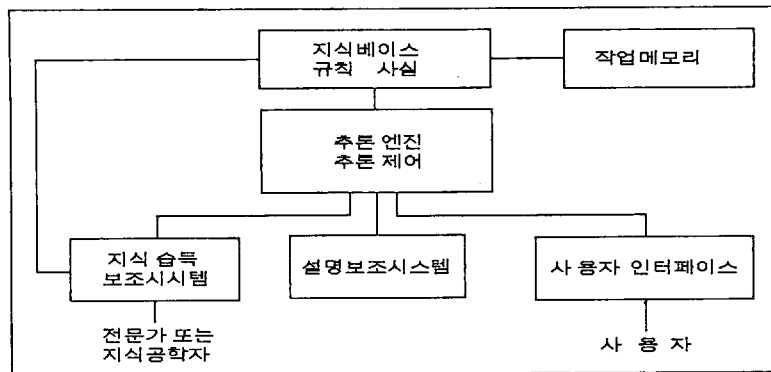 지식베이스
규칙 사실
작업메모리
추론 엔진
추론 제어
지식 습득
보조시시템
설명보조시스템
사용자 인터페이스
전문가 또는
지식공학자
사 용 자